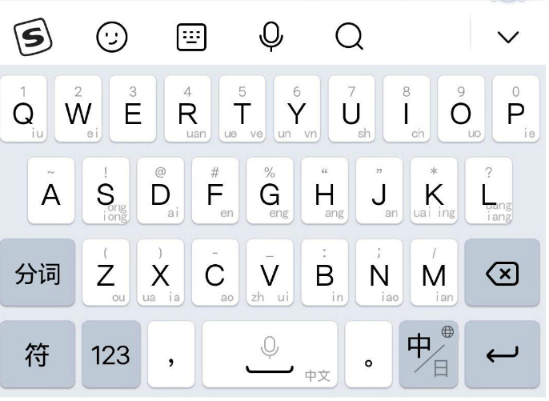 S
1 2 3 4 5 6 7 8 9 0
Q W E R T Y U I O P
iu ei uan ue ve un vn sh ch uo ie
~ ! @ # % “ ” * ?
A S D F G H J K L
ong iong ai en eng ang an uai ing uang iang
( ) - _ : ; /
分词 Z X C V B N M
ou ua ia ao zh ui in iao ian
符 123 , 。 中/日
中文